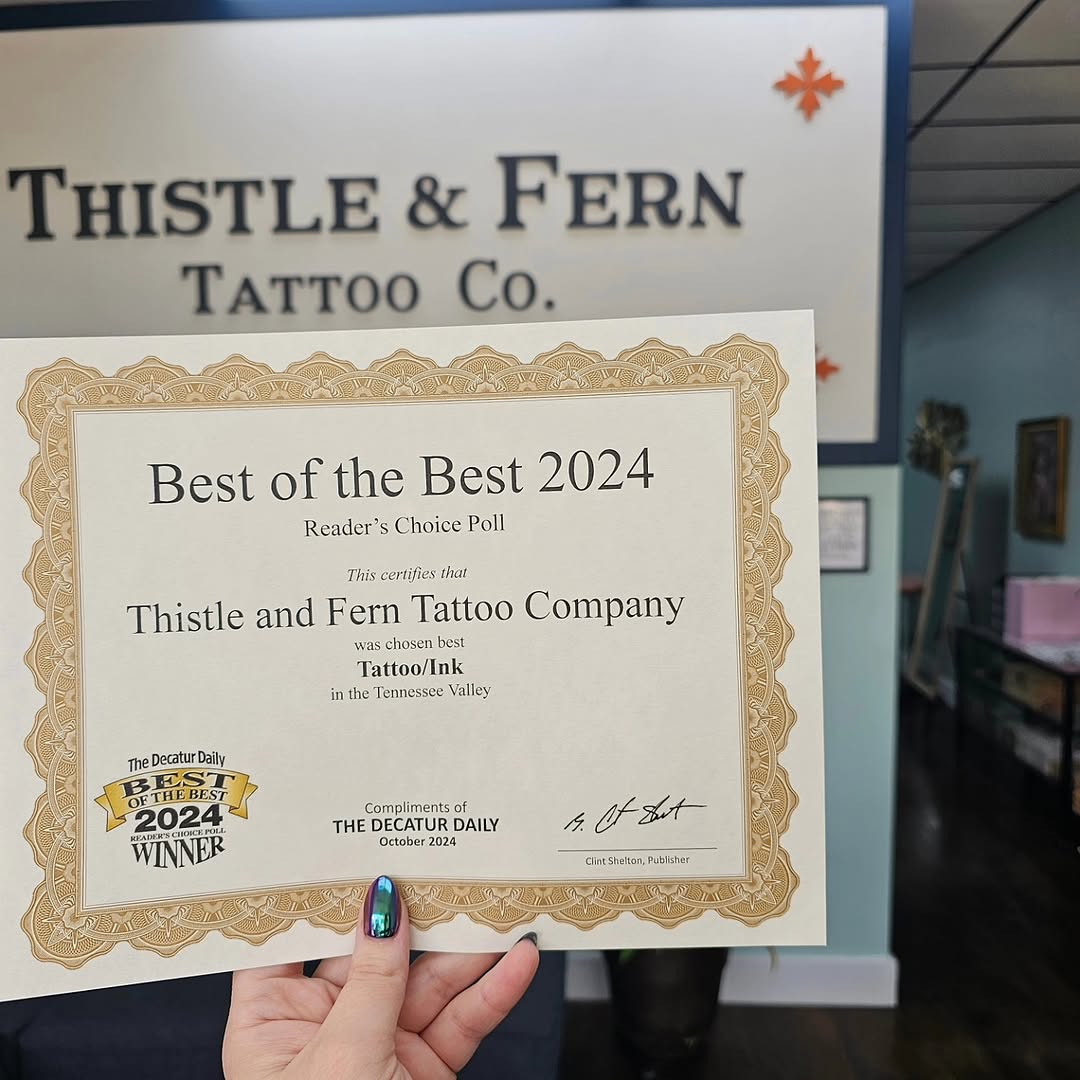 THISTLE & FERN
TATTOO CO.
Best of the Best 2024
Reader's Choice Poll
This certifies that
Thistle and Fern Tattoo Company
was chosen best
Tattoo/Ink
in the Tennessee Valley
The Decatur Daily
BEST
OF THE BEST
2024
READER'S CHOICE POLL
WINNER
Compliments of
THE DECATUR DAILY
October 2024
Clint Shelton, Publisher